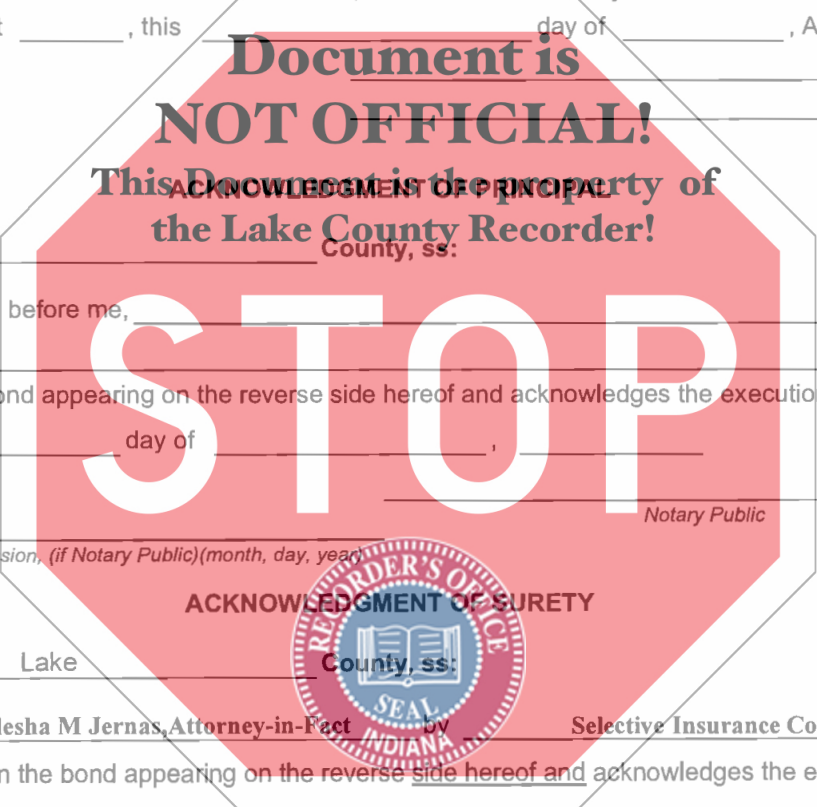 , this day of , A
Document is
NOT OFFICIAL!
This Document is the property of
ACKNOWLEDGMENT OF PRINCIPAL
the Lake County Recorder!
County, ss:
before me,
STOP
ond appearing on the reverse side hereof and acknowledges the executio
day of ,
Notary Public
sion, (if Notary Public)(month, day, year)
RECORDER'S OFFICE
ACKNOWLEDGMENT OF SURETY
Lake County, ss:
SEAL
lesha M Jernas,Attorney-in-Fact by Selective Insurance Co
INDIANA
n the bond appearing on the reverse side hereof and acknowledges the e